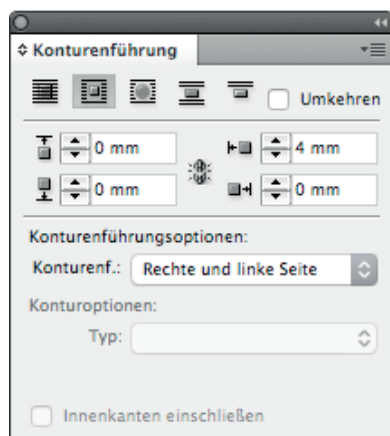 Konturenführung
Umkehren
0 mm 4 mm
0 mm 0 mm
Konturenführungsoptionen:
Konturenf.: Rechte und linke Seite
Konturoptionen:
Typ:
Innenkanten einschließen